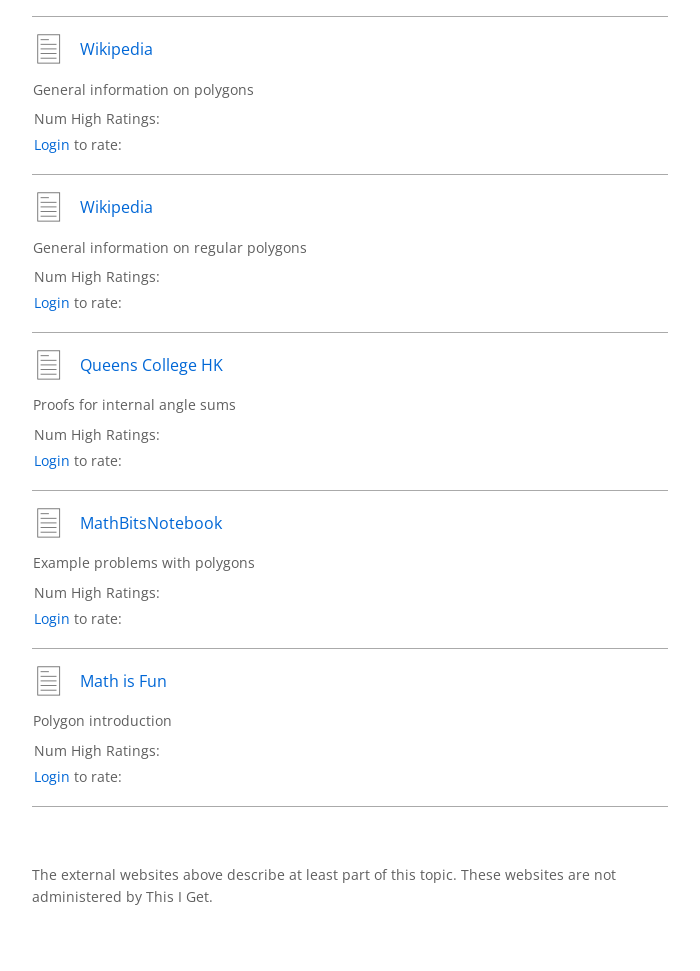 Wikipedia
General information on polygons
Num High Ratings:
Login to rate:
Wikipedia
General information on regular polygons
Num High Ratings:
Login to rate:
Queens College HK
Proofs for internal angle sums
Num High Ratings:
Login to rate:
MathBitsNotebook
Example problems with polygons
Num High Ratings:
Login to rate:
Math is Fun
Polygon introduction
Num High Ratings:
Login to rate:
The external websites above describe at least part of this topic. These websites are not
administered by This I Get.